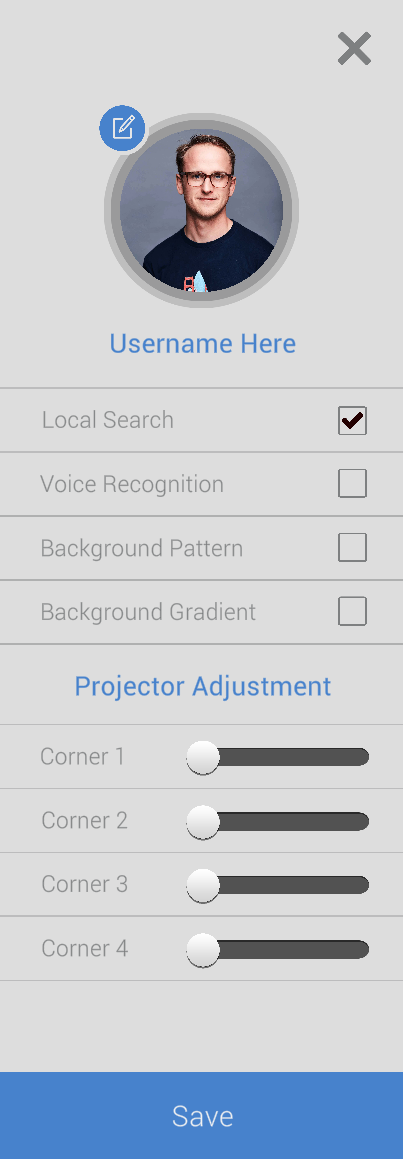 Username Here
Local Search
Voice Recognition
Background Pattern
Background Gradient
Projector Adjustment
Corner 1
Corner 2
Corner 3
Corner 4
Save